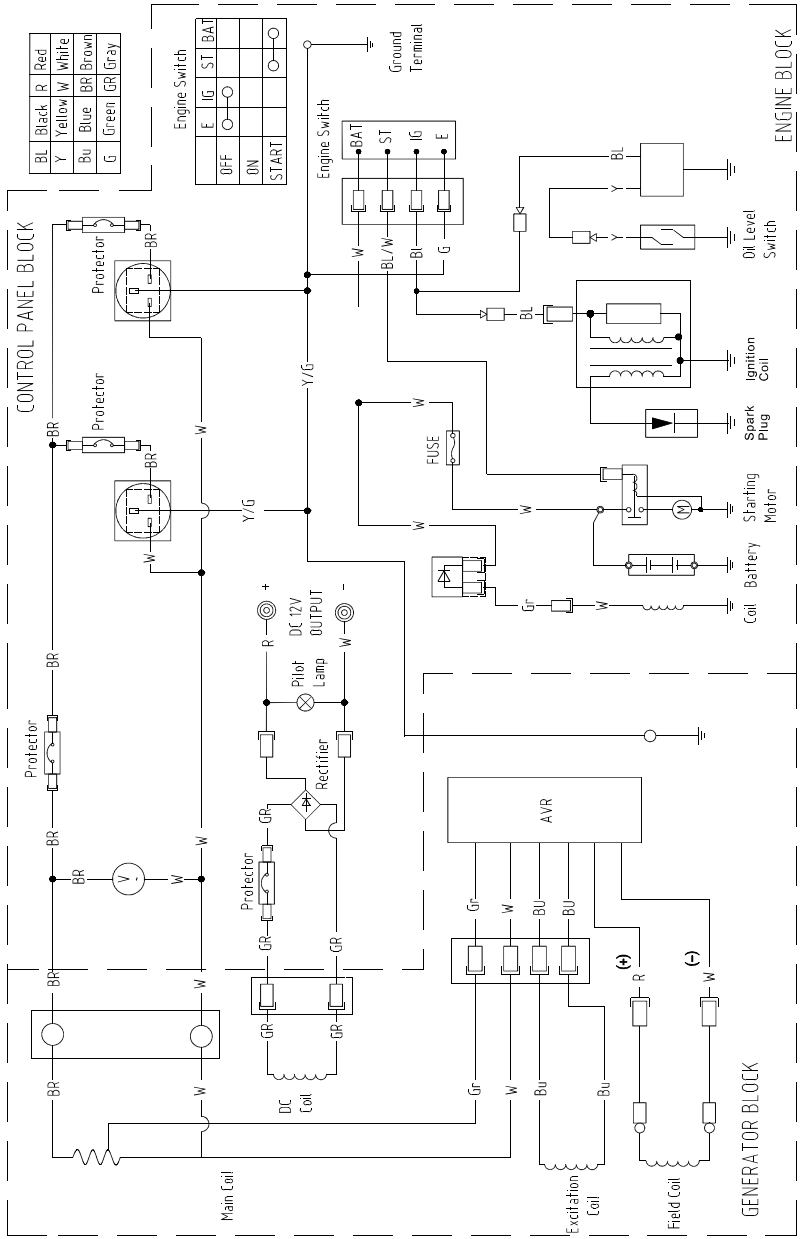 BL Black R Red
Y Yellow W White
Bu Blue BR Brown
G Green GR Gray
Engine Switch
E IG ST BAT
OFF
ON
START
CONTROL PANEL BLOCK
Protector
BR
Protector
BR
BR
W
W
BR
Protector
BR
BR
V
~
W
W
BR
W
Y/G
Y/G
Ground
Terminal
Engine Switch
BAT
ST
IG
E
W
BL/W
Bl
G
ENGINE BLOCK
BL
Y
Y
Oil Level
Switch
BL
Ignition
Coil
Spark
Plug
W
FUSE
W
W
M
Starting
Motor
Battery
Gr
W
Coil
+
DC 12V
OUTPUT
-
R
W
Pilot
Lamp
Rectifier
GR
Protector
GR
GR
GR
GR
DC
Coil
BR
W
Main Coil
AVR
Gr
W
BU
BU
Gr
W
Bu
Bu
Excitation
Coil
(+)
R
(-)
W
Field Coil
GENERATOR BLOCK